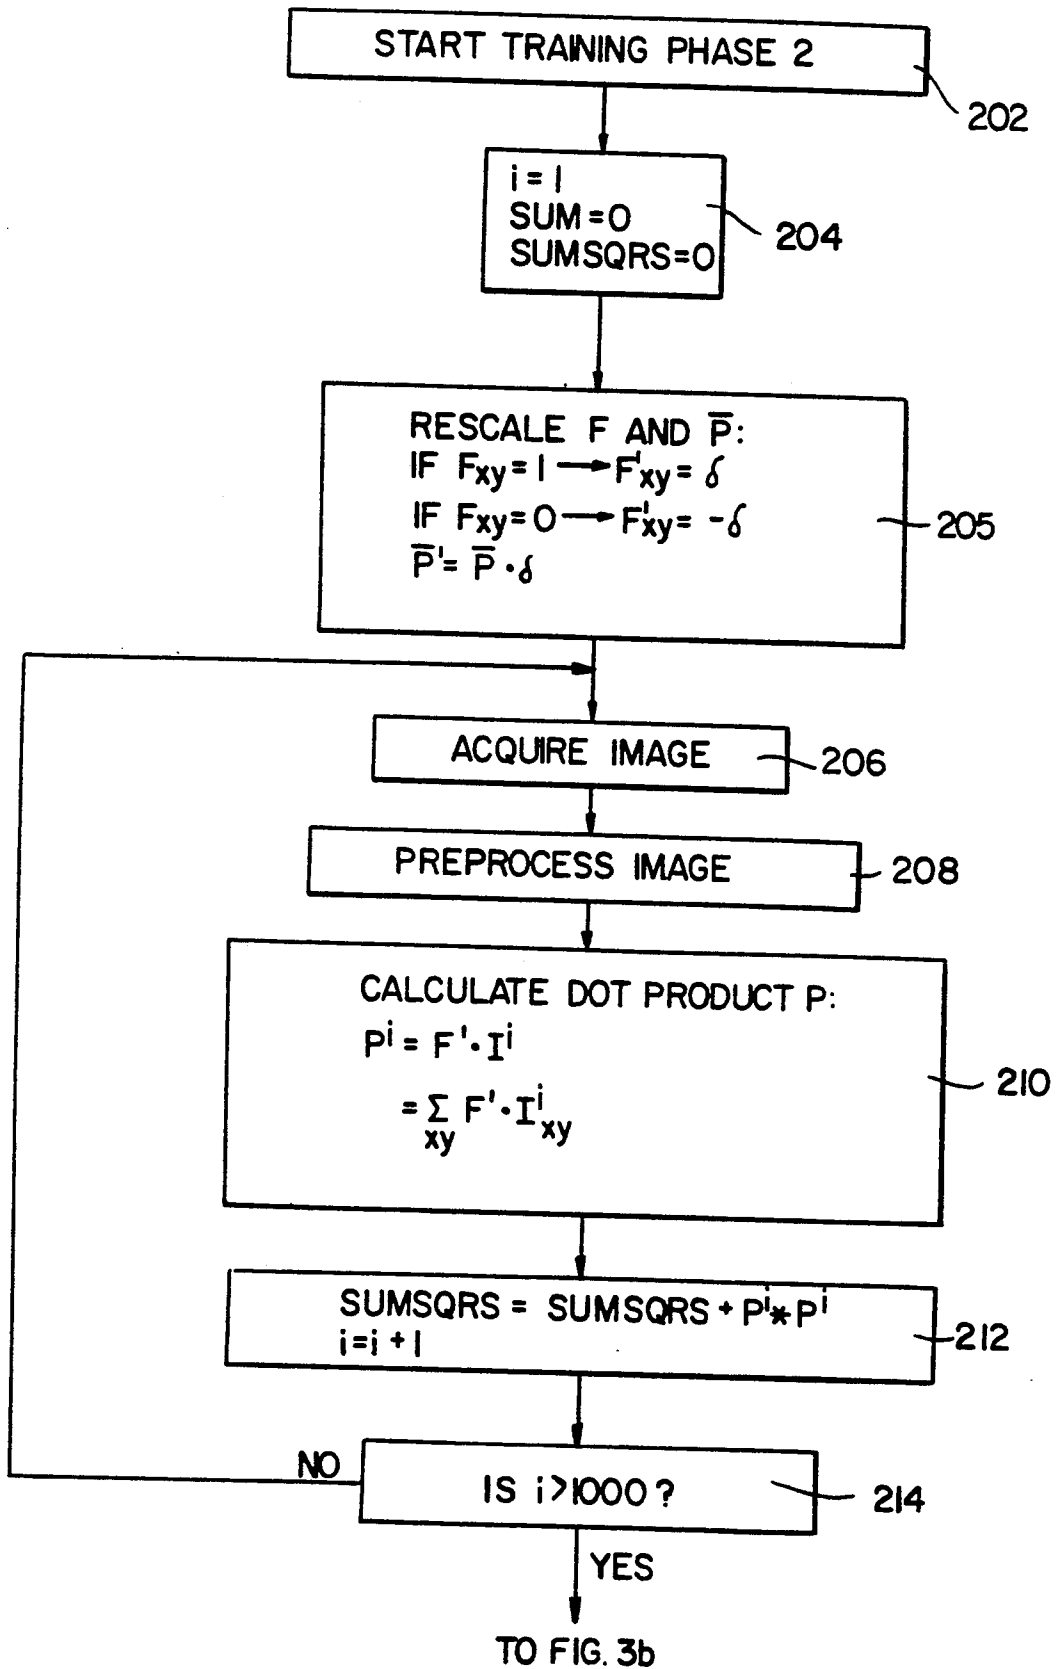 START TRAINING PHASE 2
202
i = 1
SUM = 0
SUMSQRS = 0
204
RESCALE F AND P̅:
IF Fxy = 1 → F'xy = δ
IF Fxy = 0 → F'xy = -δ
P̅' = P̅ · δ
205
ACQUIRE IMAGE
206
PREPROCESS IMAGE
208
CALCULATE DOT PRODUCT P:
Pⁱ = F' · Iⁱ
= Σxy F' · Iⁱxy
210
SUMSQRS = SUMSQRS + Pⁱ * Pⁱ
i = i + 1
212
NO
IS i > 1000 ?
214
YES
TO FIG. 3b